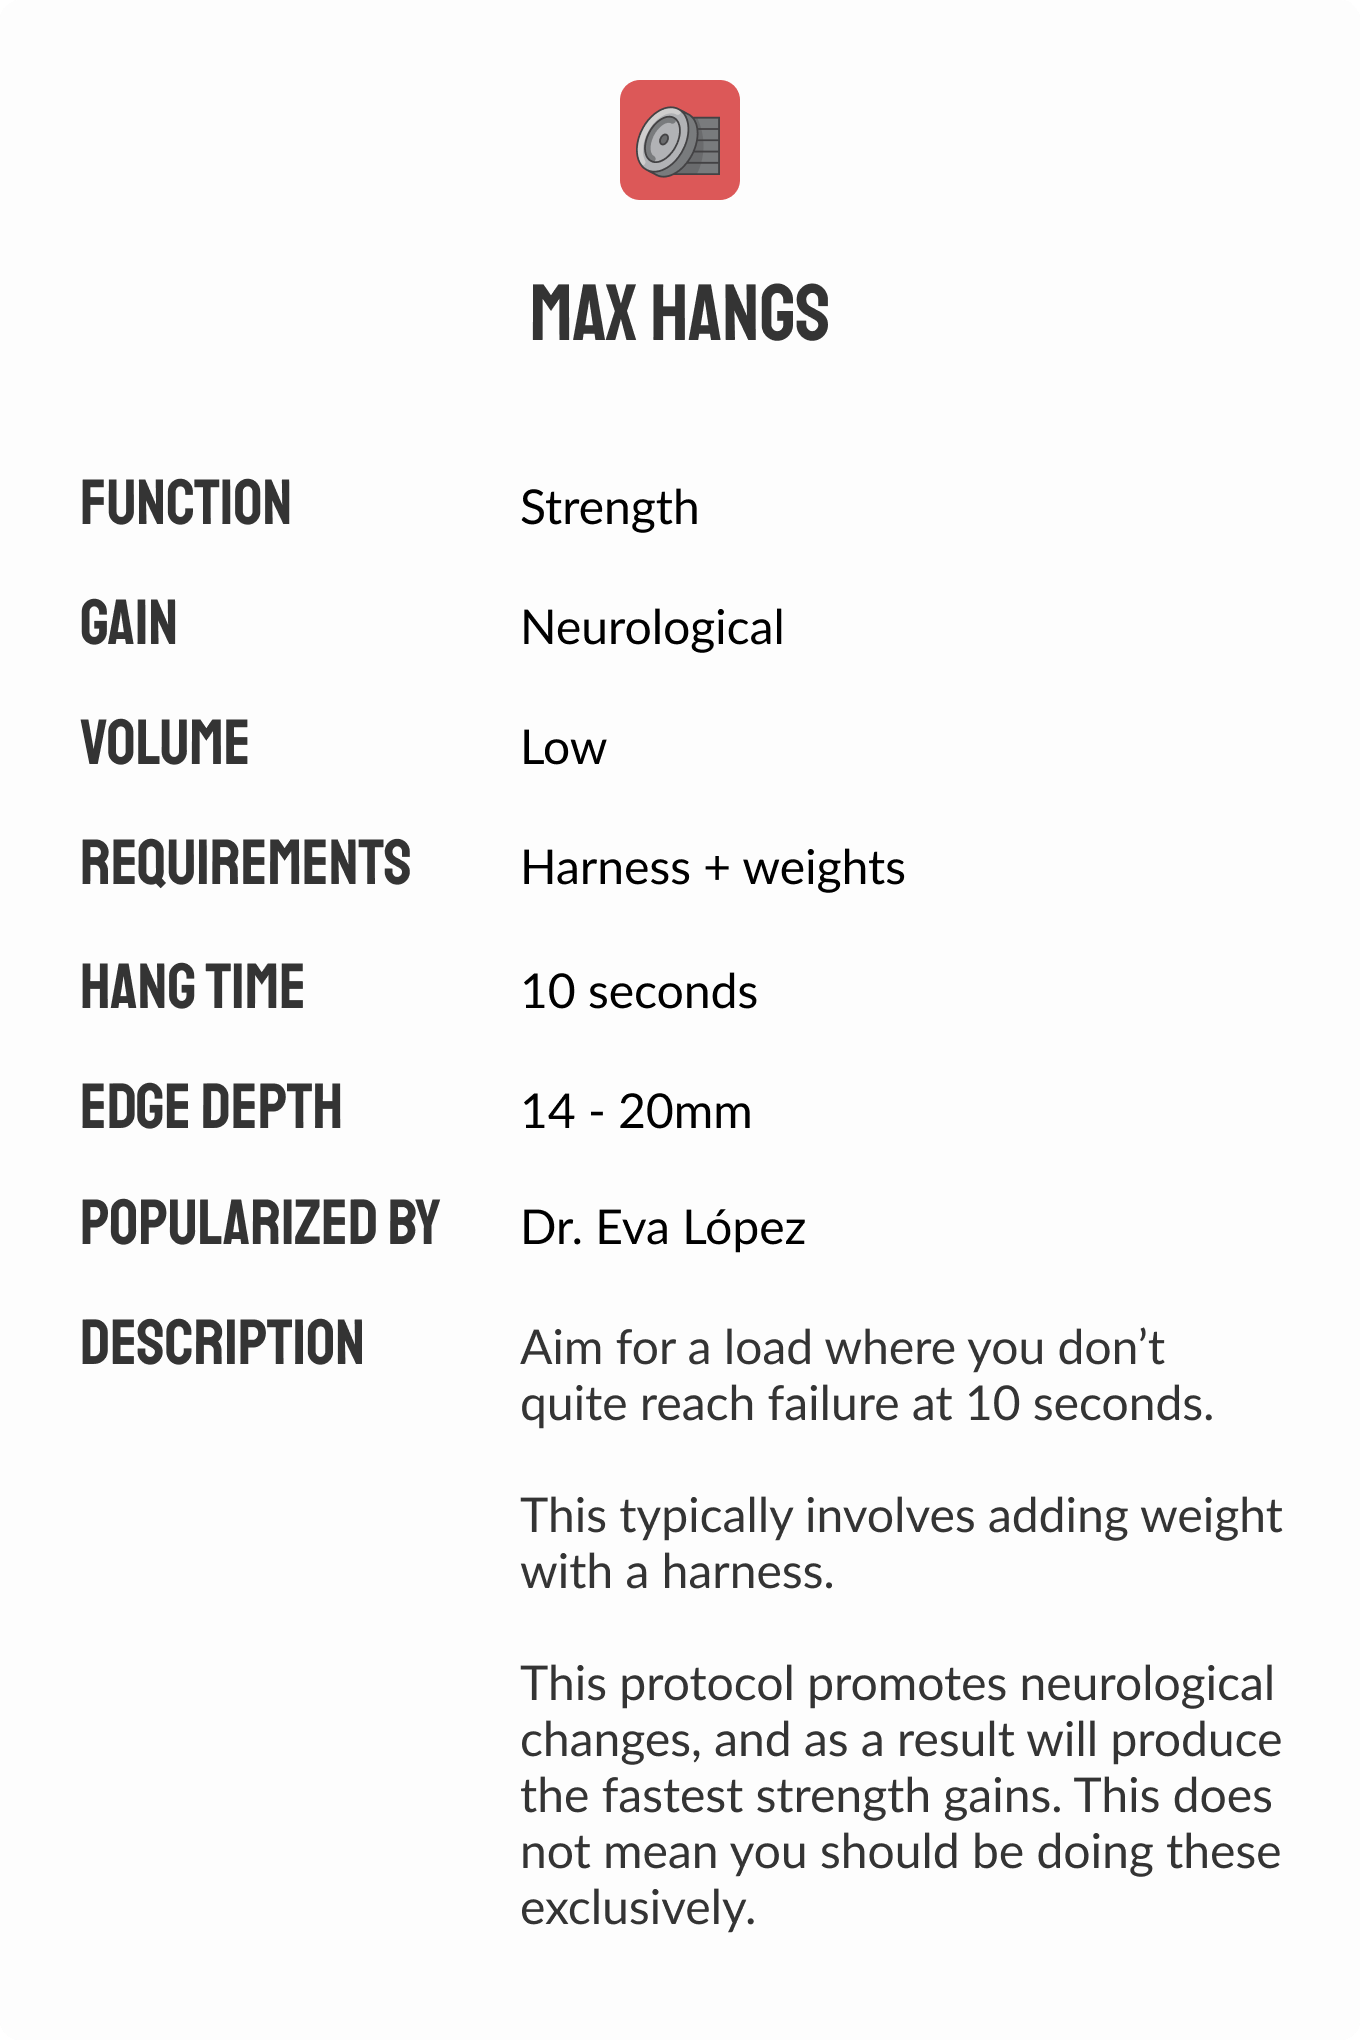 MAX HANGS
FUNCTION Strength
GAIN Neurological
VOLUME Low
REQUIREMENTS Harness + weights
HANG TIME 10 seconds
EDGE DEPTH 14 - 20mm
POPULARIZED BY Dr. Eva López
DESCRIPTION Aim for a load where you don’t
quite reach failure at 10 seconds.
This typically involves adding weight
with a harness.
This protocol promotes neurological
changes, and as a result will produce
the fastest strength gains. This does
not mean you should be doing these
exclusively.